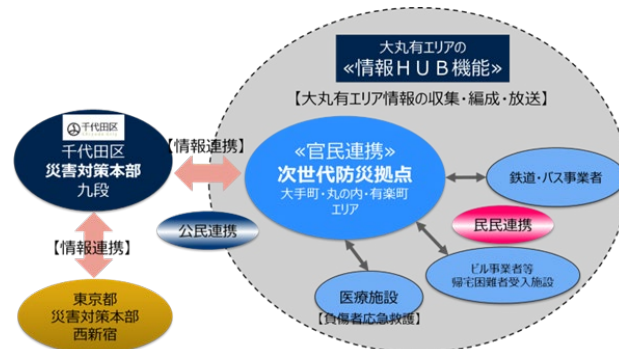 大丸有エリアの
≪情報HUB機能≫
【大丸有エリア情報の収集・編成・放送】
千代田区
千代田区
災害対策本部
九段
【情報連携】
≪官民連携≫
次世代防災拠点
大手町・丸の内・有楽町
エリア
鉄道・バス事業者
公民連携
民民連携
【情報連携】
ビル事業者等
帰宅困難者受入施設
東京都
災害対策本部
西新宿
医療施設
【負傷者応急救護】